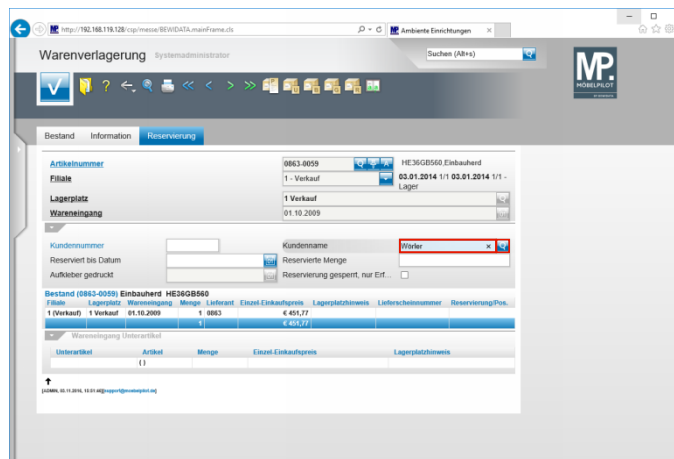 http://192.168.119.128/csp/messe/BEWIDATA.mainFrame.cls
Ambiente Einrichtungen ×
Warenverlagerung Systemadministrator
Suchen (Alt+s)
MP.
MÖBELPILOT
Bestand Information Reservierung
Artikelnummer 0863-0059 HE36GB560,Einbauherd
Filiale 1 - Verkauf 03.01.2014 1/1 03.01.2014 1/1 -
Lager
Lagerplatz 1 Verkauf
Wareneingang 01.10.2009
Kundennummer Kundenname Wörler ×
Reserviert bis Datum Reservierte Menge
Aufkleber gedruckt Reservierung gesperrt, nur Erf...
Bestand (0863-0059) Einbauherd HE36GB560
Filiale Lagerplatz Wareneingang Menge Lieferant Einzel-Einkaufspreis Lagerplatzhinweis Lieferscheinnummer Reservierung/Pos.
1 (Verkauf) 1 Verkauf 01.10.2009 1 0863 € 451,77
1 € 451,77
Wareneingang Unterartikel
Unterartikel Artikel Menge Einzel-Einkaufspreis Lagerplatzhinweis
( )